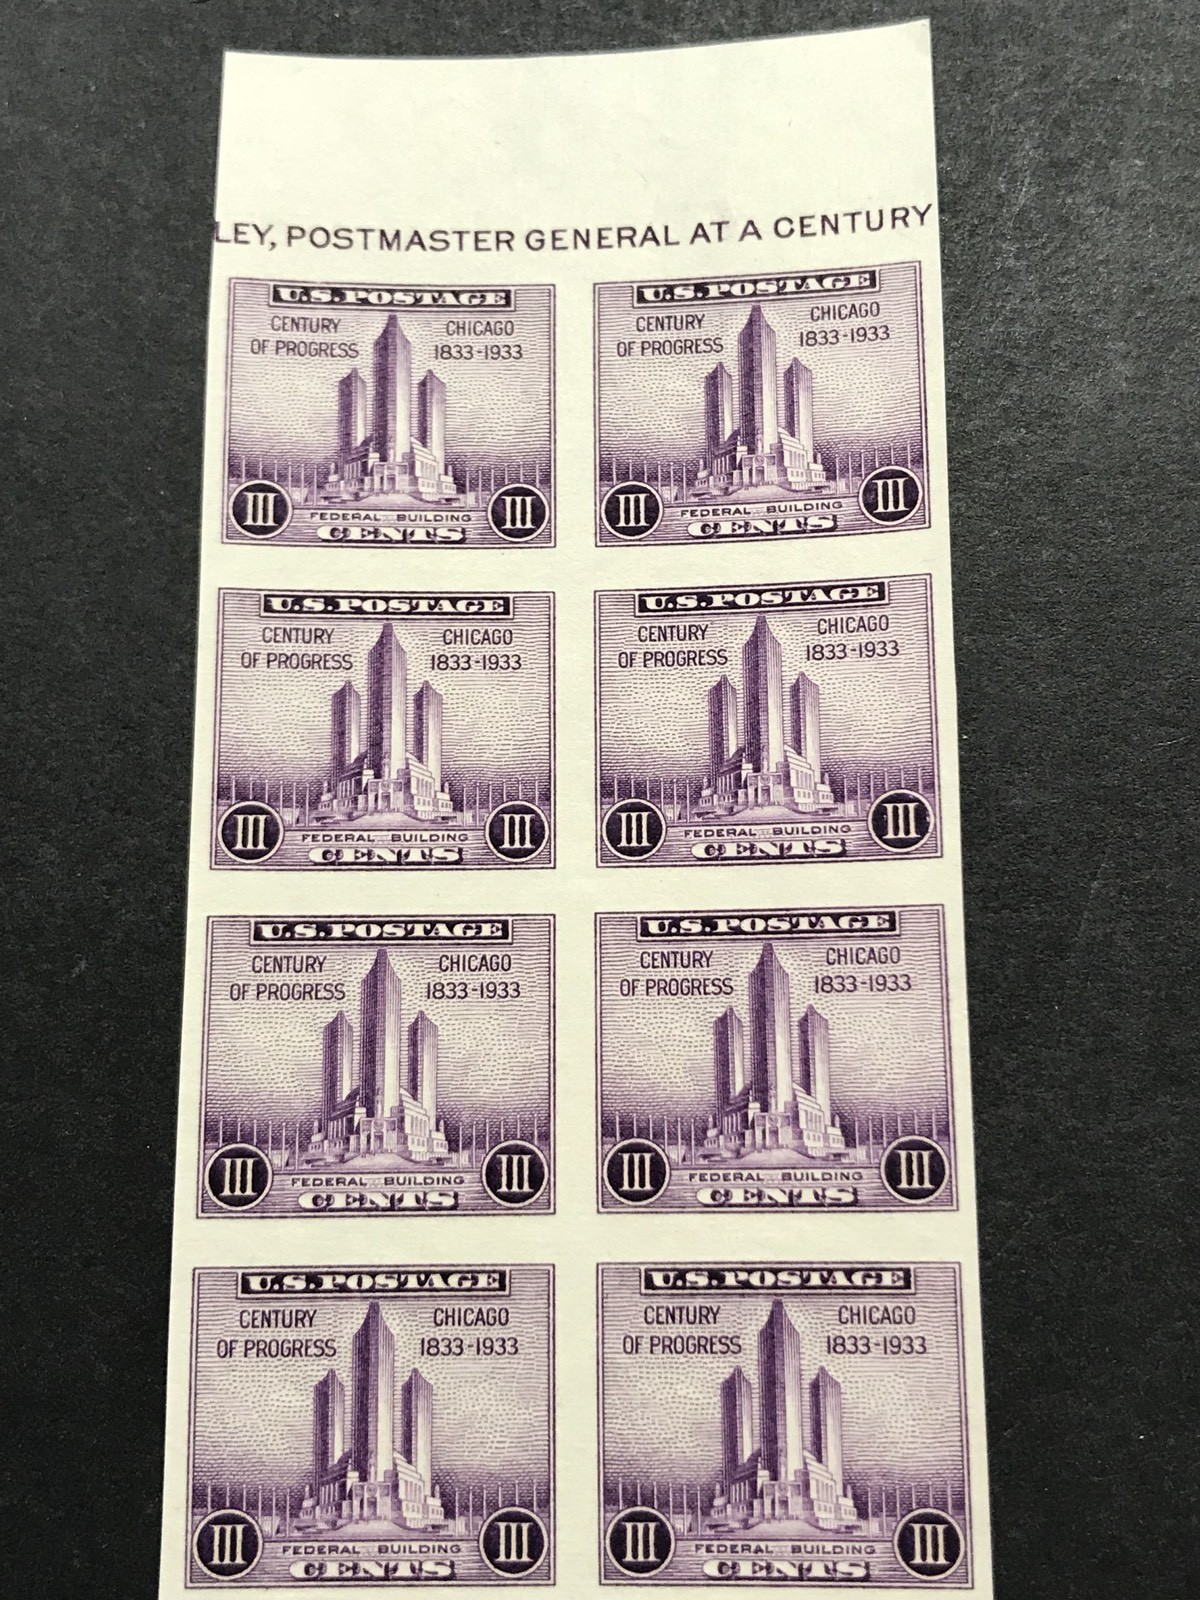 LEY, POSTMASTER GENERAL AT A CENTURY
U.S. POSTAGE
CENTURY OF PROGRESS
CHICAGO 1833-1933
III
FEDERAL BUILDING
III
CENTS
U.S. POSTAGE
CENTURY OF PROGRESS
CHICAGO 1833-1933
III
FEDERAL BUILDING
III
CENTS
U.S. POSTAGE
CENTURY OF PROGRESS
CHICAGO 1833-1933
III
FEDERAL BUILDING
III
CENTS
U.S. POSTAGE
CENTURY OF PROGRESS
CHICAGO 1833-1933
III
FEDERAL BUILDING
III
CENTS
U.S. POSTAGE
CENTURY OF PROGRESS
CHICAGO 1833-1933
III
FEDERAL BUILDING
III
CENTS
U.S. POSTAGE
CENTURY OF PROGRESS
CHICAGO 1833-1933
III
FEDERAL BUILDING
III
CENTS
U.S. POSTAGE
CENTURY OF PROGRESS
CHICAGO 1833-1933
III
FEDERAL BUILDING
III
CENTS
U.S. POSTAGE
CENTURY OF PROGRESS
CHICAGO 1833-1933
III
FEDERAL BUILDING
III
CENTS